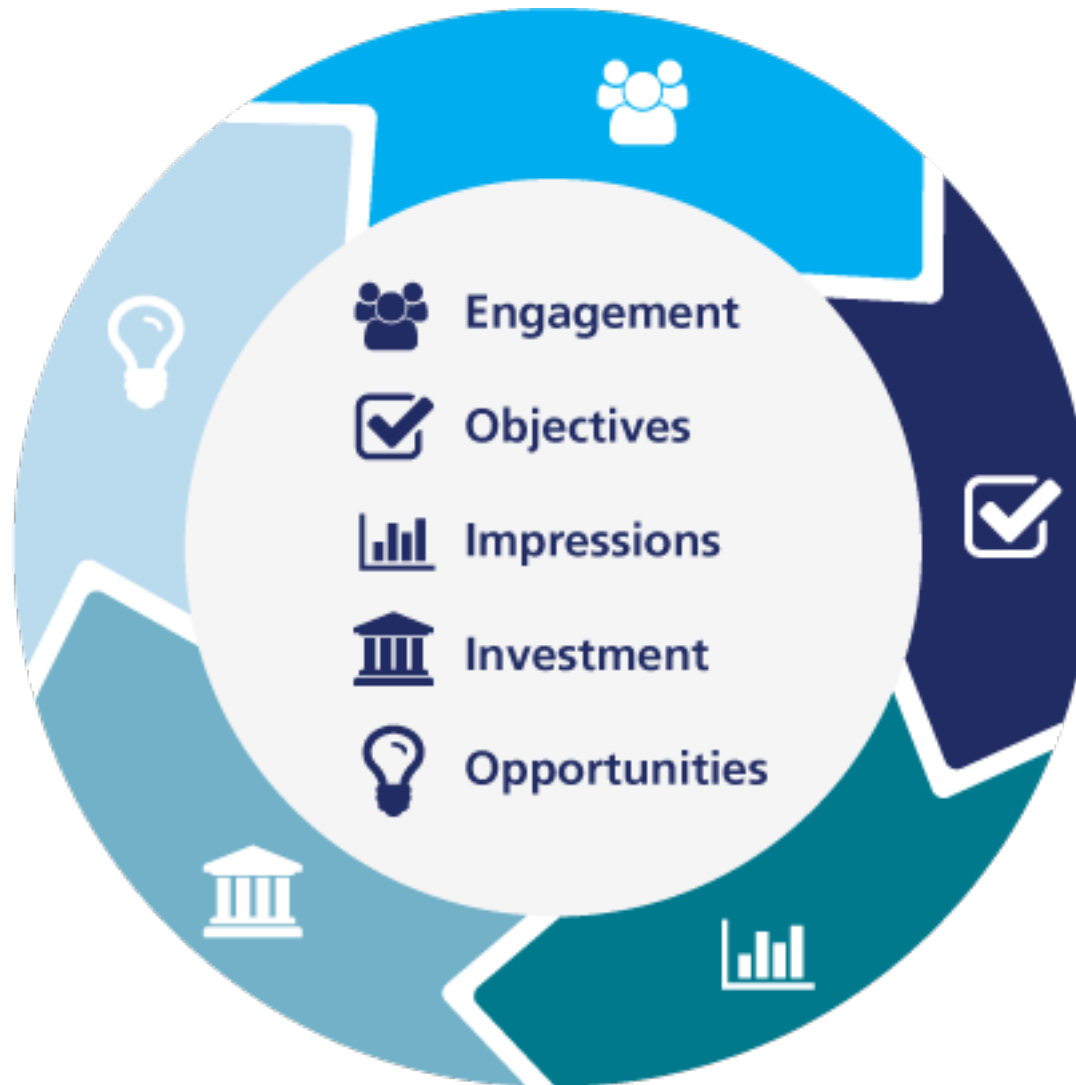 Engagement
Objectives
Impressions
Investment
Opportunities